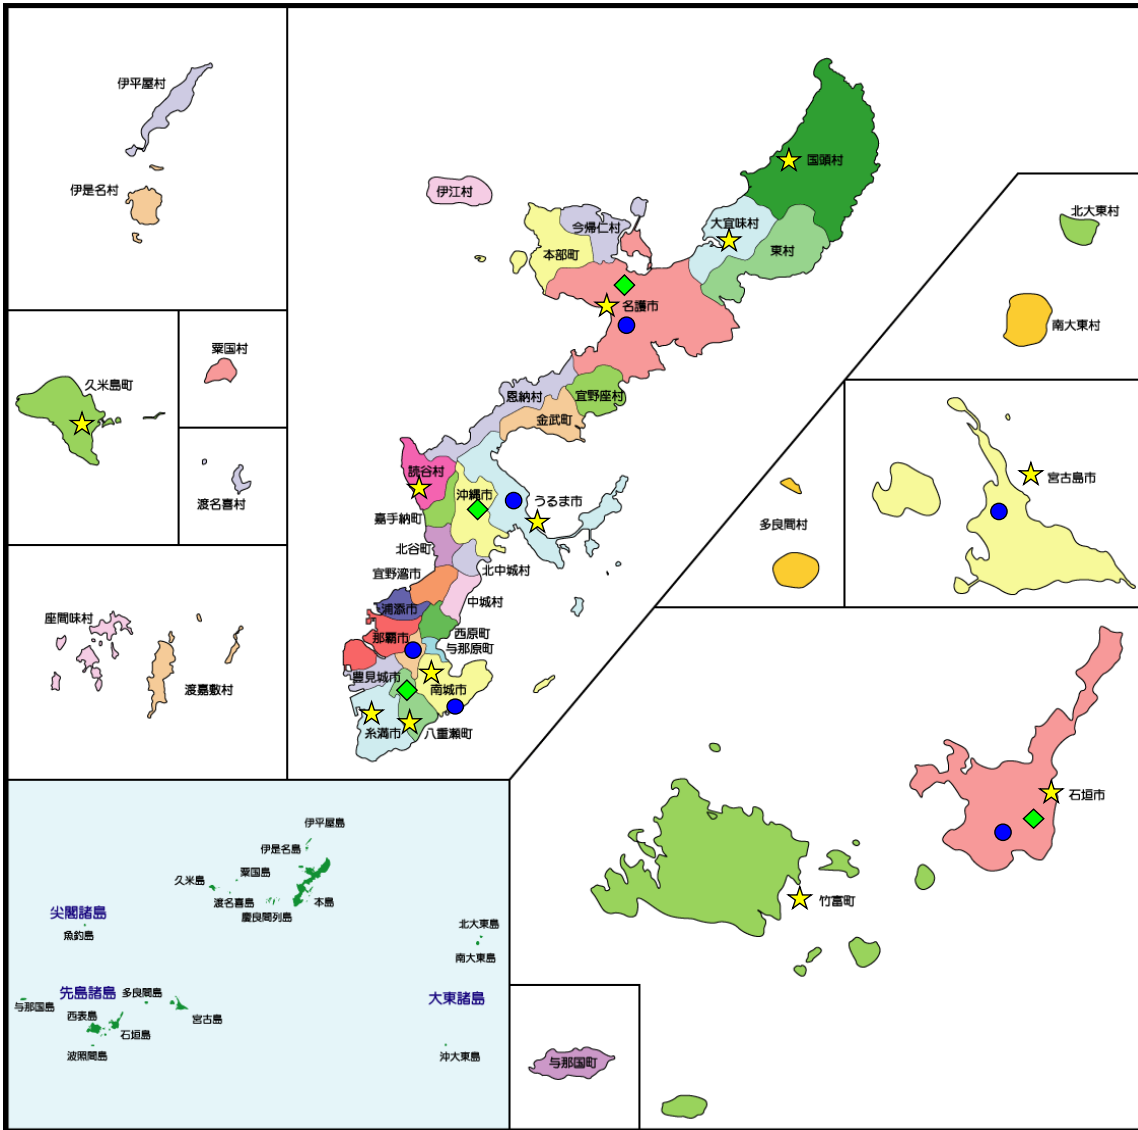 伊平屋村
伊是名村
久米島町
粟国村
渡名喜村
座間味村
渡嘉敷村
国頭村
伊江村
今帰仁村
大宜味村
本部町
東村
名護市
恩納村
宜野座村
金武町
読谷村
沖縄市
うるま市
嘉手納町
北谷町
北中城村
宜野湾市
中城村
浦添市
西原町
那覇市
与那原町
豊見城市
南城市
糸満市
八重瀬町
北大東村
南大東村
宮古島市
多良間村
石垣市
竹富町
与那国町
伊平屋島
伊是名島
粟国島
久米島
渡名喜島
慶良間列島
本島
尖閣諸島
魚釣島
北大東島
南大東島
先島諸島
多良間島
大東諸島
与那国島
西表島
宮古島
石垣島
波照間島
沖大東島